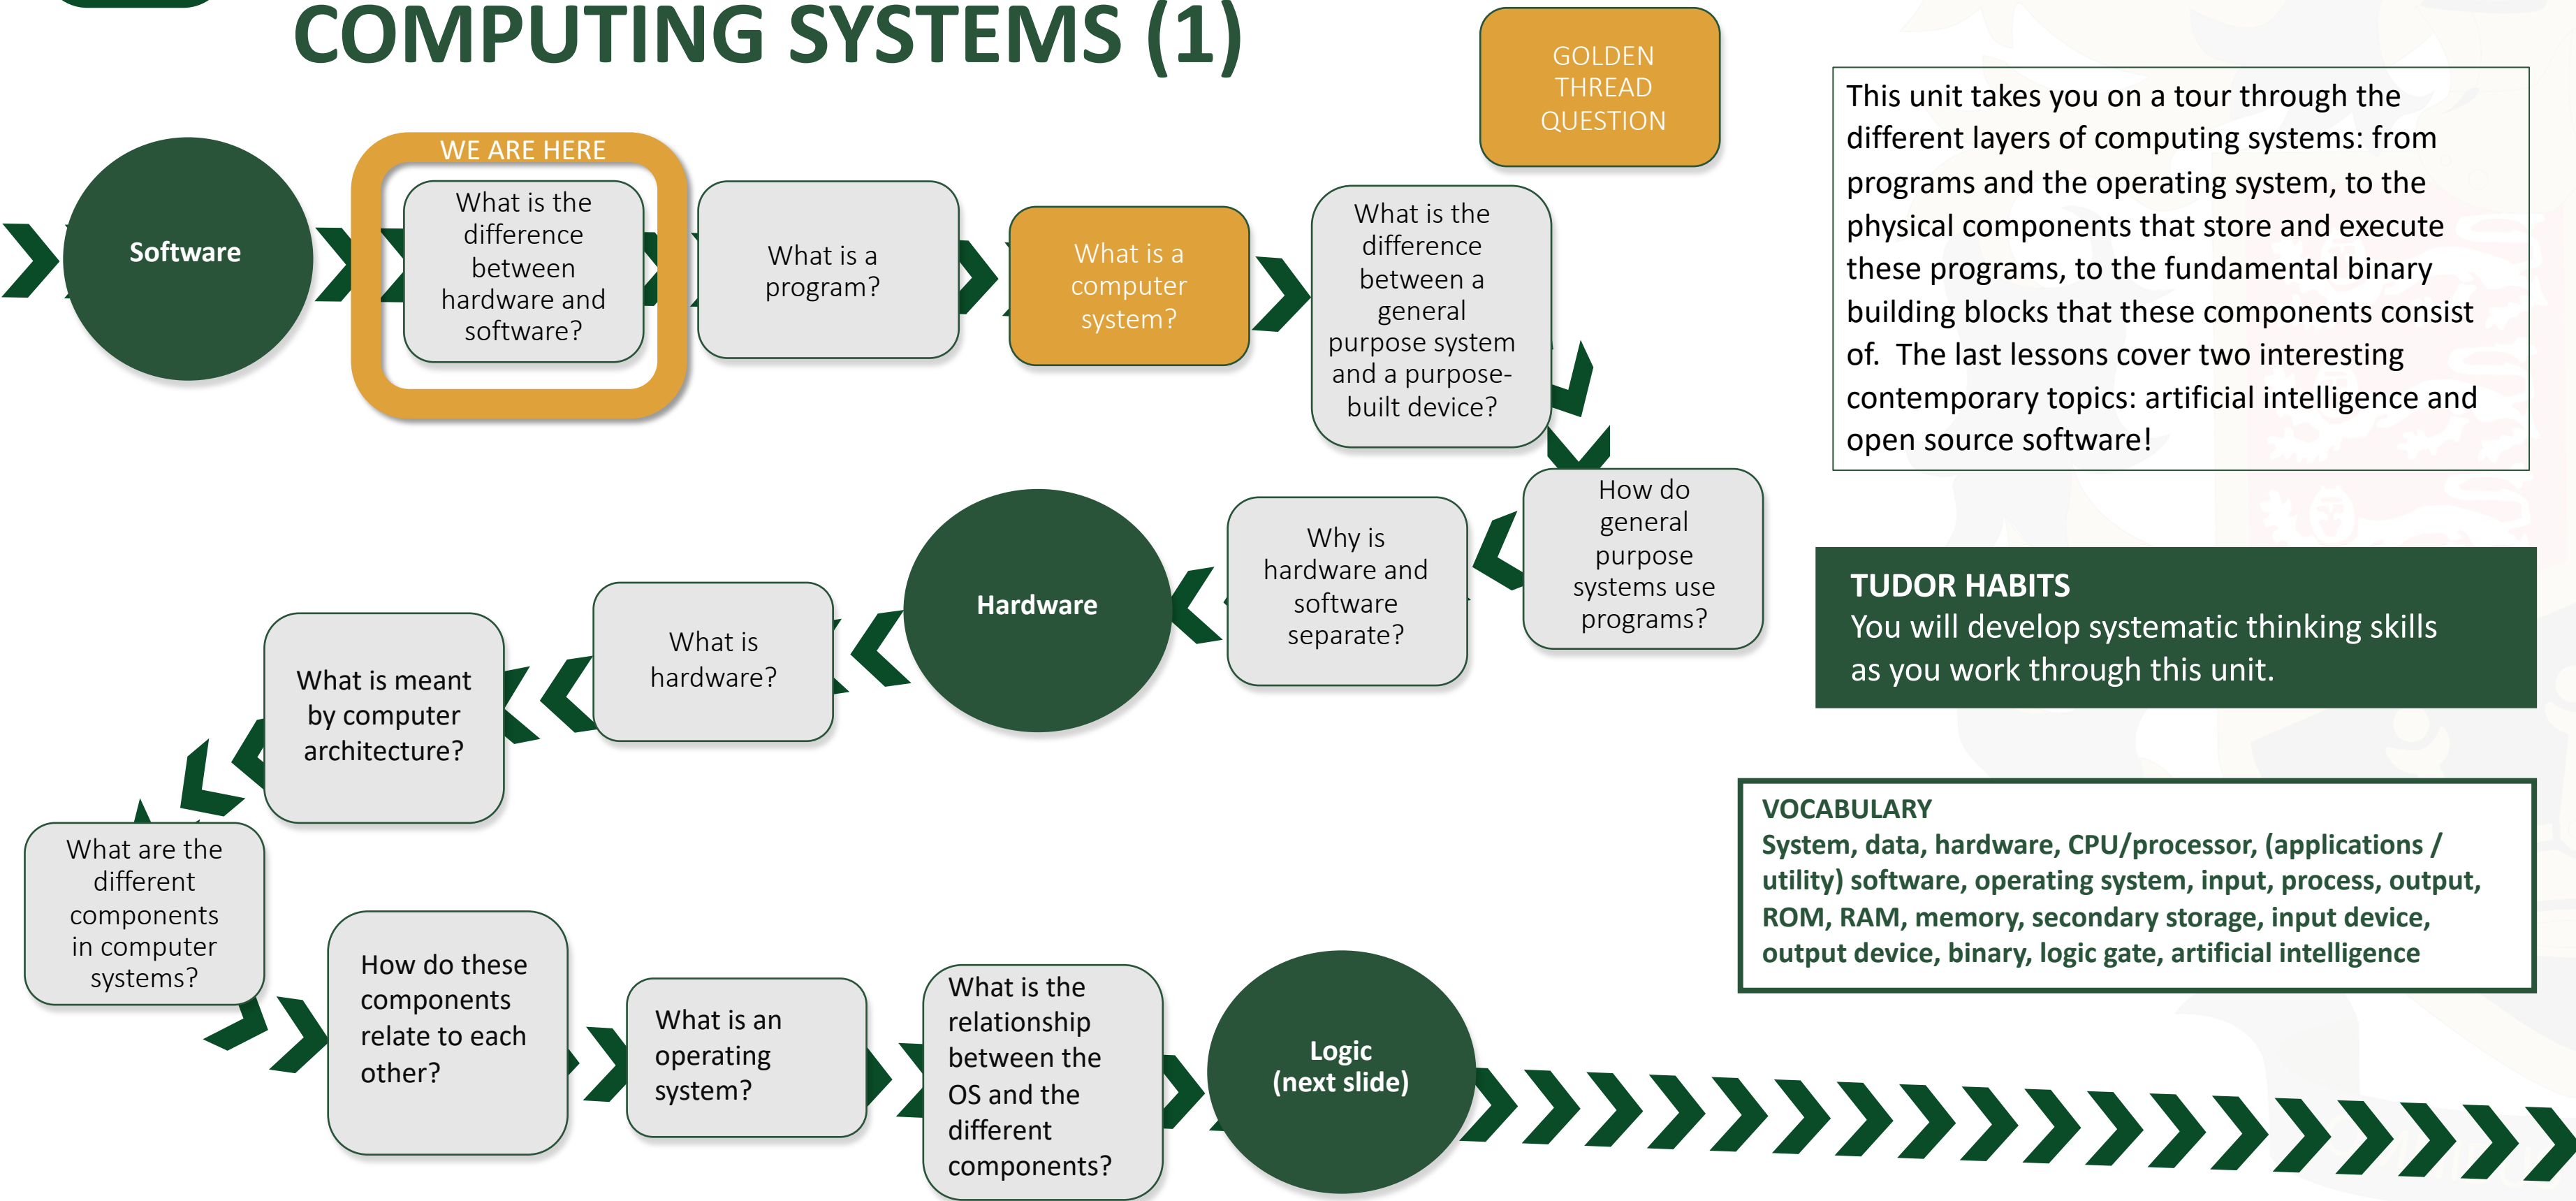 COMPUTING SYSTEMS (1)
GOLDEN
THREAD
QUESTION
This unit takes you on a tour through the
different layers of computing systems: from
programs and the operating system, to the
physical components that store and execute
these programs, to the fundamental binary
building blocks that these components consist
of.  The last lessons cover two interesting
contemporary topics: artificial intelligence and
open source software!
Software
WE ARE HERE
What is the
difference
between
hardware and
software?
What is a
program?
What is a
computer
system?
What is the
difference
between a
general
purpose system
and a purpose-
built device?
How do
general
purpose
systems use
programs?
Why is
hardware and
software
separate?
Hardware
What is
hardware?
What is meant
by computer
architecture?
What are the
different
components
in computer
systems?
How do these
components
relate to each
other?
What is an
operating
system?
What is the
relationship
between the
OS and the
different
components?
Logic
(next slide)
TUDOR HABITS
You will develop systematic thinking skills
as you work through this unit.
VOCABULARY
System, data, hardware, CPU/processor, (applications /
utility) software, operating system, input, process, output,
ROM, RAM, memory, secondary storage, input device,
output device, binary, logic gate, artificial intelligence